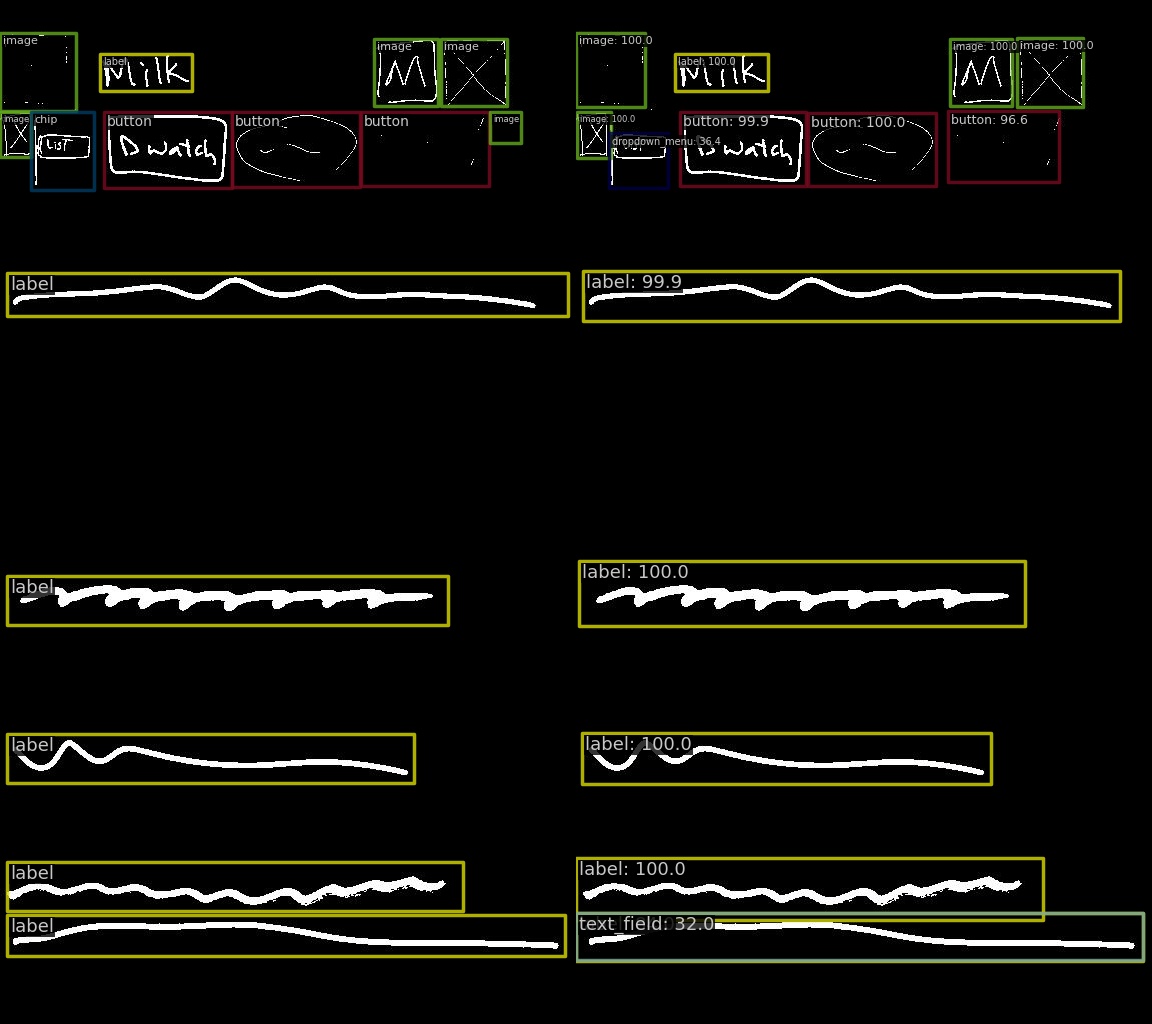 image image: 100.0
label label: 100.0
Milk Milk
image image image: 100.0 image: 100.0
image chip button button button image image: 100.0 dropdown_menu: 36.4 button: 99.9 button: 100.0 button: 96.6
LIST D watch D watch
label label: 99.9
label label: 100.0
label label: 100.0
label label: 100.0
label text_field: 32.0